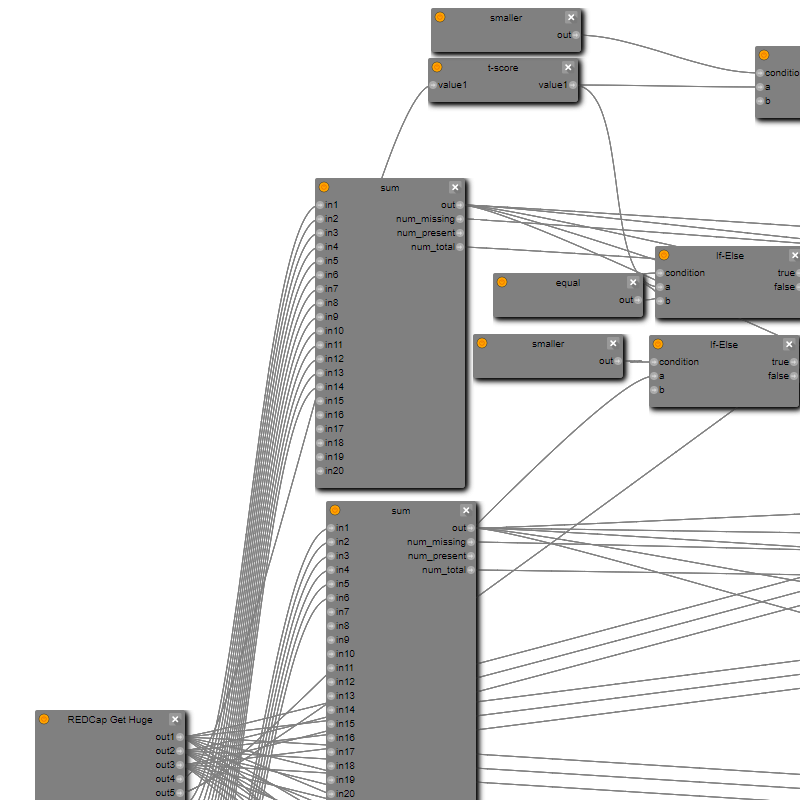 smaller
out
t-score
value1 value1
conditio
a
b
sum
in1 out
in2 num_missing
in3 num_present
in4 num_total
in5
in6
in7
in8
in9
in10
in11
in12
in13
in14
in15
in16
in17
in18
in19
in20
equal
out
If-Else
condition true
a false
b
smaller
out
If-Else
condition true
a false
b
sum
in1 out
in2 num_missing
in3 num_present
in4 num_total
in5
in6
in7
in8
in9
in10
in11
in12
in13
in14
in15
in16
in17
in18
in19
in20
REDCap Get Huge
out1
out2
out3
out4
out5